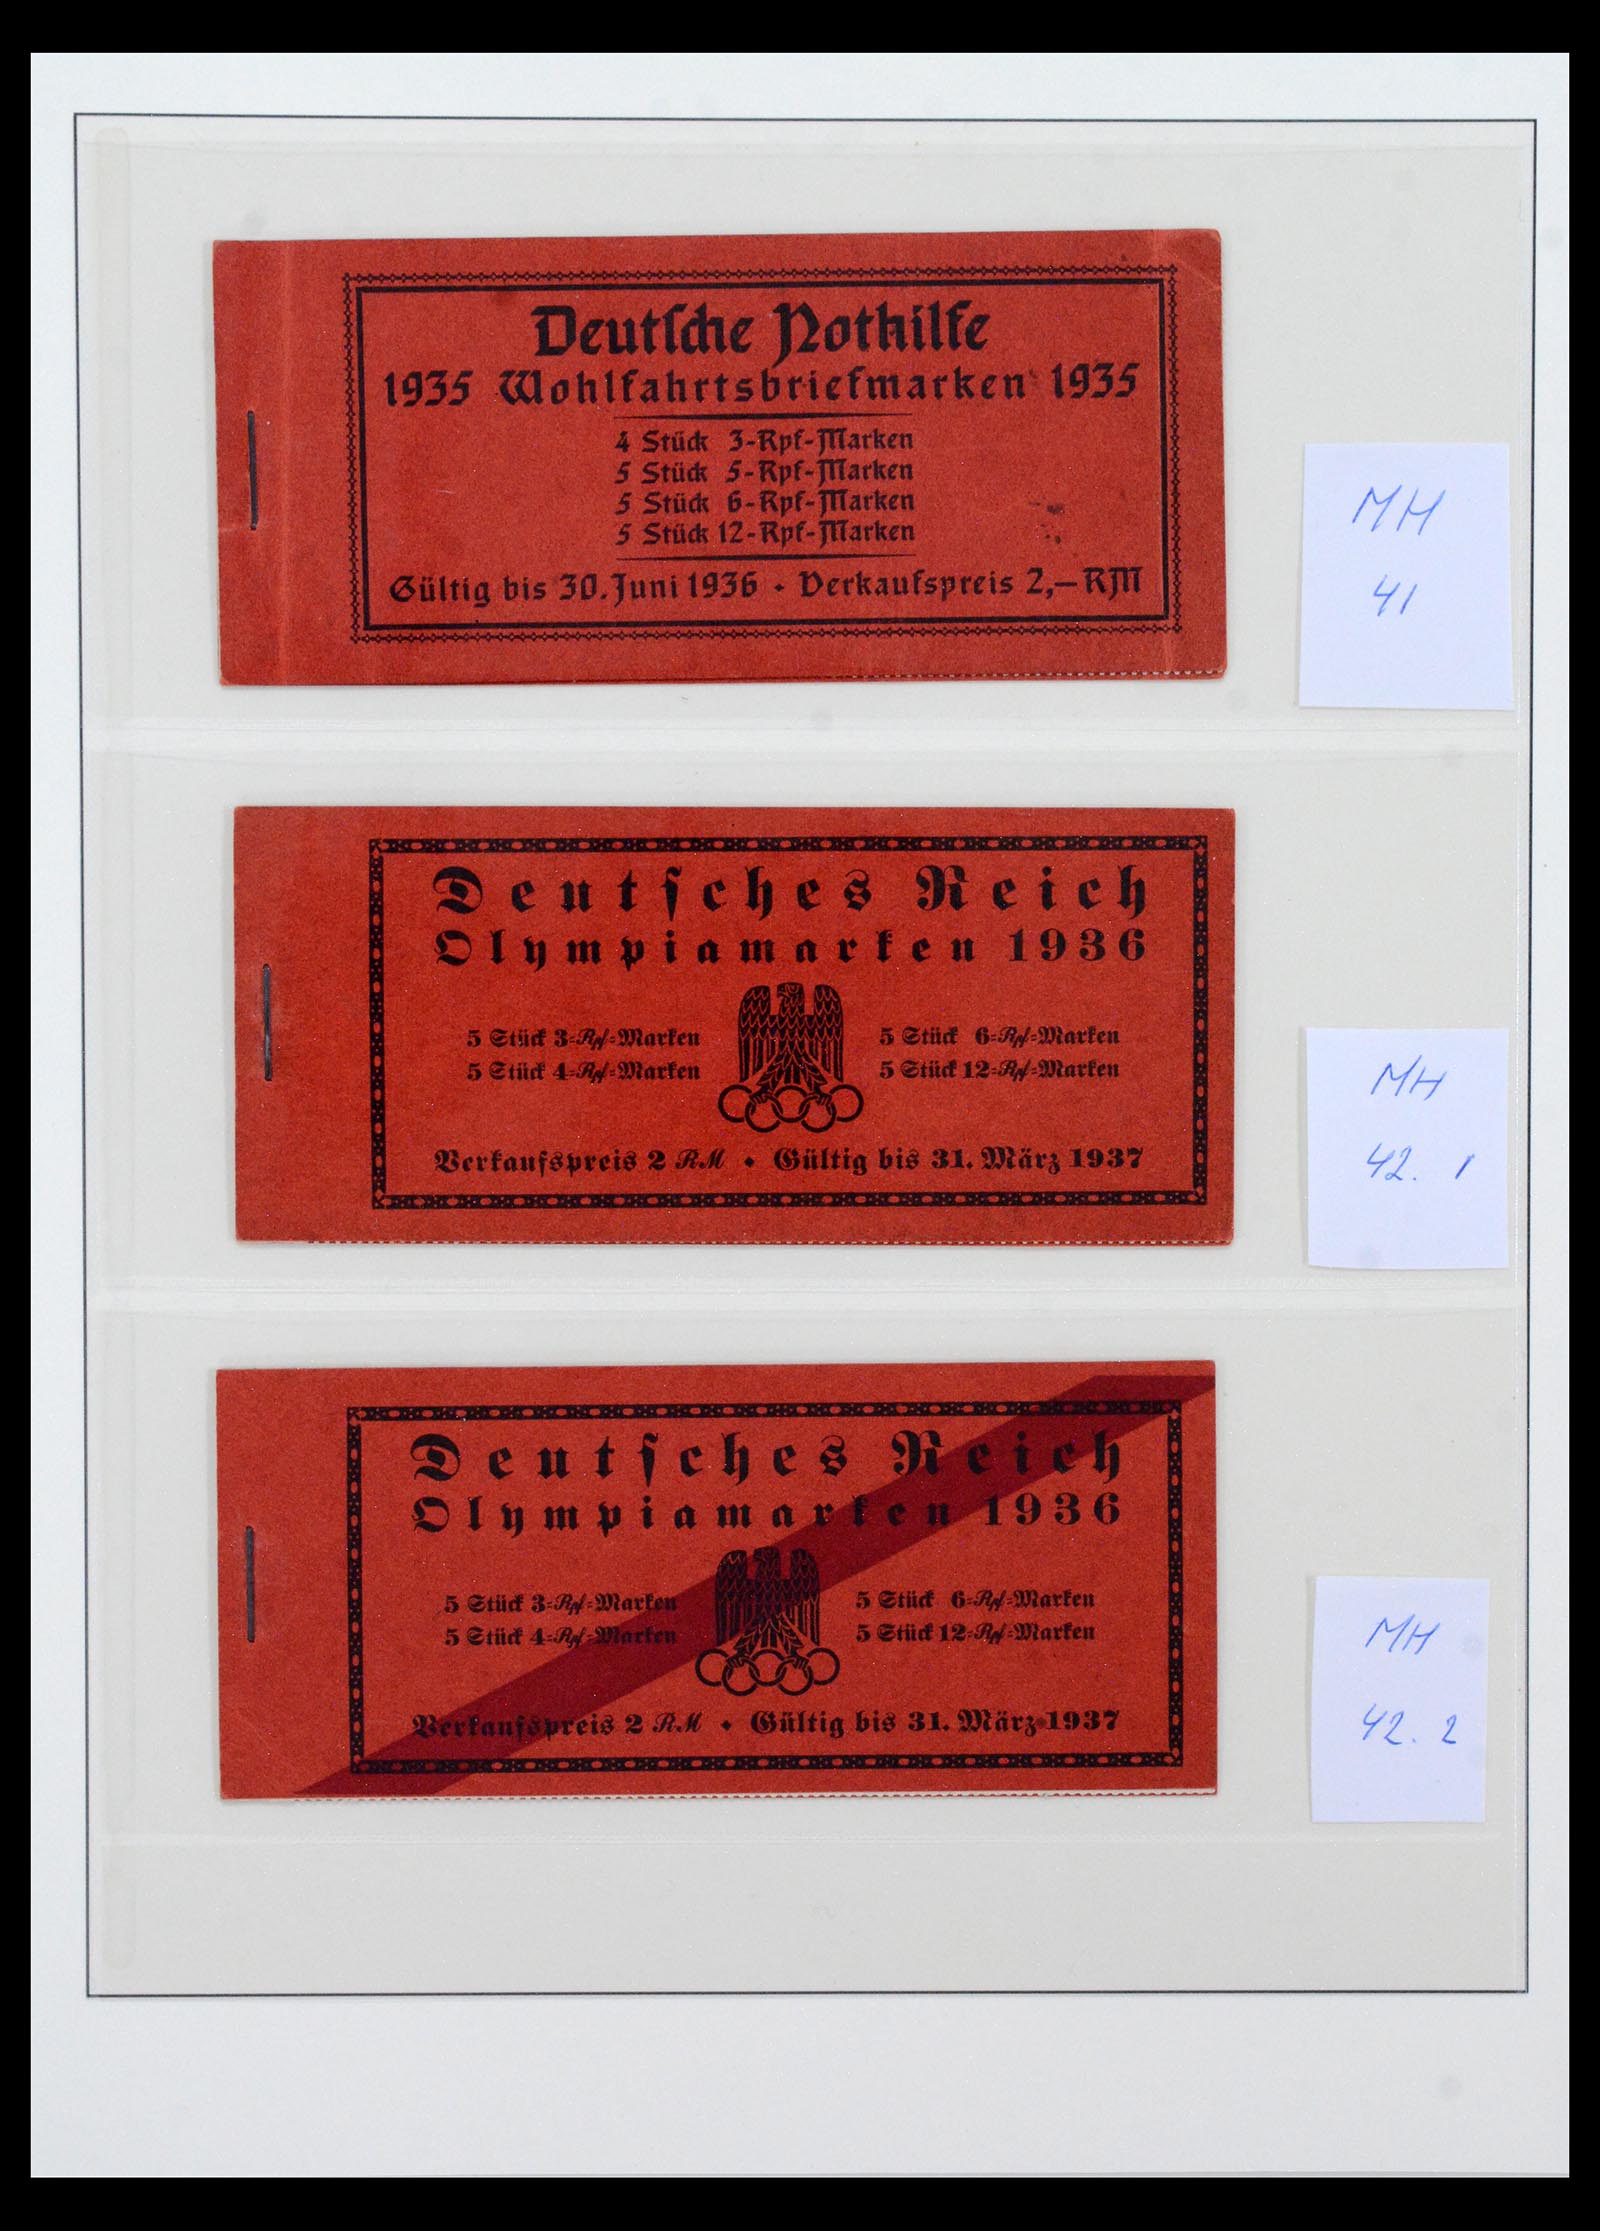 Deutſche Nothilfe
1935 Wohlfahrtsbriefmarken 1935
4 Stück 3-Rpf-Marken
5 Stück 5-Rpf-Marken
5 Stück 6-Rpf-Marken
5 Stück 12-Rpf-Marken
Gültig bis 30. Juni 1936 • Verkaufspreis 2,— RM
MH
41
Deutſches Reich
Olympiamarken 1936
5 Stück 3=Rpf=Marken 5 Stück 6=Rpf=Marken
5 Stück 4=Rpf=Marken 5 Stück 12=Rpf=Marken
Verkaufspreis 2 RM • Gültig bis 31. März 1937
MH
42. 1
Deutſches Reich
Olympiamarken 1936
5 Stück 3=Rpf=Marken 5 Stück 6=Rpf=Marken
5 Stück 4=Rpf=Marken 5 Stück 12=Rpf=Marken
Verkaufspreis 2 RM • Gültig bis 31. März 1937
MH
42. 2